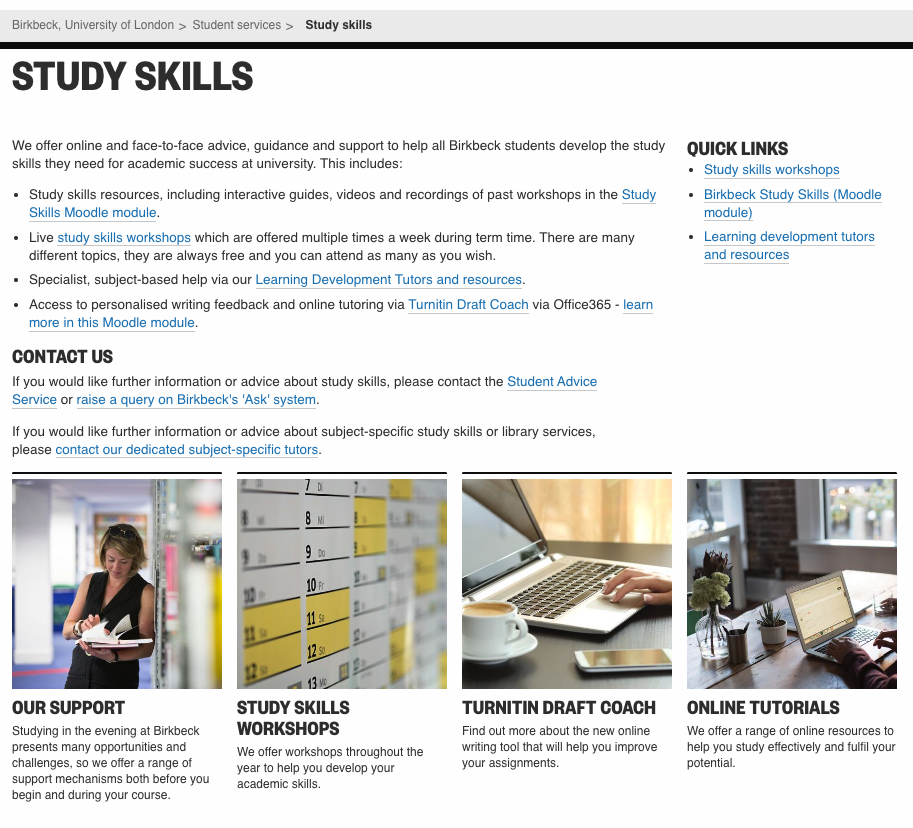 Birkbeck, University of London > Student services > Study skills
STUDY SKILLS
We offer online and face-to-face advice, guidance and support to help all Birkbeck students develop the study
skills they need for academic success at university. This includes:
• Study skills resources, including interactive guides, videos and recordings of past workshops in the Study
Skills Moodle module.
• Live study skills workshops which are offered multiple times a week during term time. There are many
different topics, they are always free and you can attend as many as you wish.
• Specialist, subject-based help via our Learning Development Tutors and resources.
• Access to personalised writing feedback and online tutoring via Turnitin Draft Coach via Office365 - learn
more in this Moodle module.
QUICK LINKS
• Study skills workshops
• Birkbeck Study Skills (Moodle
module)
• Learning development tutors
and resources
CONTACT US
If you would like further information or advice about study skills, please contact the Student Advice
Service or raise a query on Birkbeck's 'Ask' system.
If you would like further information or advice about subject-specific study skills or library services,
please contact our dedicated subject-specific tutors.
7 Di
8 Mi
9 Do
10 Fr
11 Sa
12 So
13 Mo
OUR SUPPORT
Studying in the evening at Birkbeck
presents many opportunities and
challenges, so we offer a range of
support mechanisms both before you
begin and during your course.
STUDY SKILLS
WORKSHOPS
We offer workshops throughout the
year to help you develop your
academic skills.
TURNITIN DRAFT COACH
Find out more about the new online
writing tool that will help you improve
your assignments.
ONLINE TUTORIALS
We offer a range of online resources to
help you study effectively and fulfil your
potential.